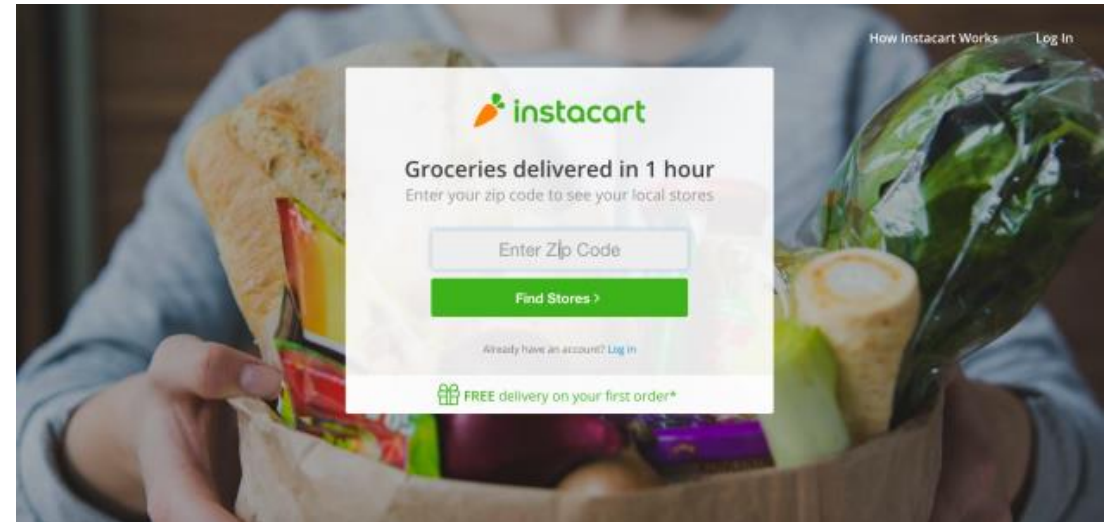 How Instacart Works Log In
instacart
Groceries delivered in 1 hour
Enter your zip code to see your local stores
Enter Zip Code
Find Stores >
Already have an account? Log in
FREE delivery on your first order*